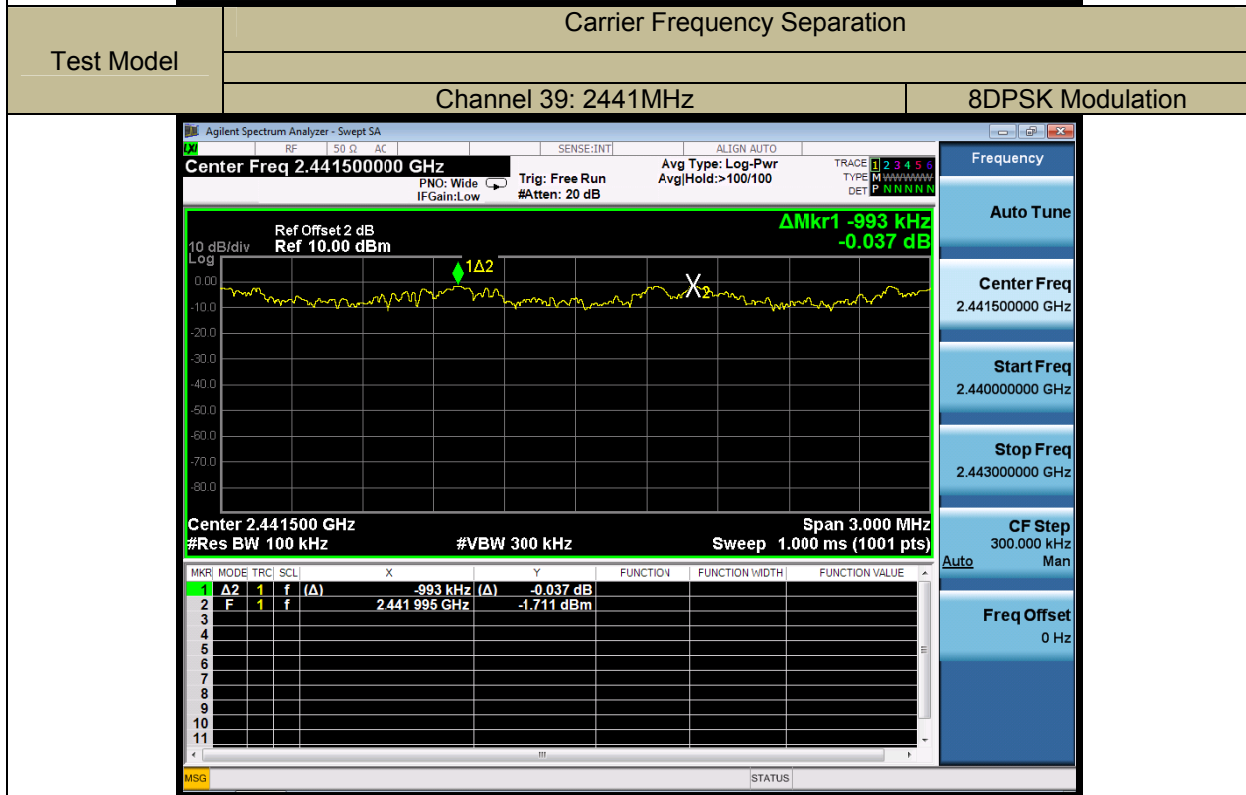 Carrier Frequency Separation
Test Model
Channel 39: 2441MHz 8DPSK Modulation
Agilent Spectrum Analyzer - Swept SA
LXI RF 50 Ω AC SENSE:INT ALIGN AUTO
Center Freq 2.441500000 GHz
PNO: Wide
IFGain:Low
Trig: Free Run
#Atten: 20 dB
Avg Type: Log-Pwr
Avg|Hold:>100/100
TRACE 1 2 3 4 5 6
TYPE M WWWWW
DET P N N N N N
ΔMkr1 -993 kHz
-0.037 dB
Ref Offset 2 dB
10 dB/div Ref 10.00 dBm
Log
1Δ2
0.00
X2
-10.0
-20.0
-30.0
-40.0
-50.0
-60.0
-70.0
-80.0
Center 2.441500 GHz Span 3.000 MHz
#Res BW 100 kHz #VBW 300 kHz Sweep 1.000 ms (1001 pts)
MKR MODE TRC SCL X Y FUNCTION FUNCTION WIDTH FUNCTION VALUE
1 Δ2 1 f (Δ) -993 kHz (Δ) -0.037 dB
2 F 1 f 2.441 995 GHz -1.711 dBm
3
4
5
6
7
8
9
10
11
MSG STATUS
Frequency
Auto Tune
Center Freq
2.441500000 GHz
Start Freq
2.440000000 GHz
Stop Freq
2.443000000 GHz
CF Step
300.000 kHz
Auto Man
Freq Offset
0 Hz